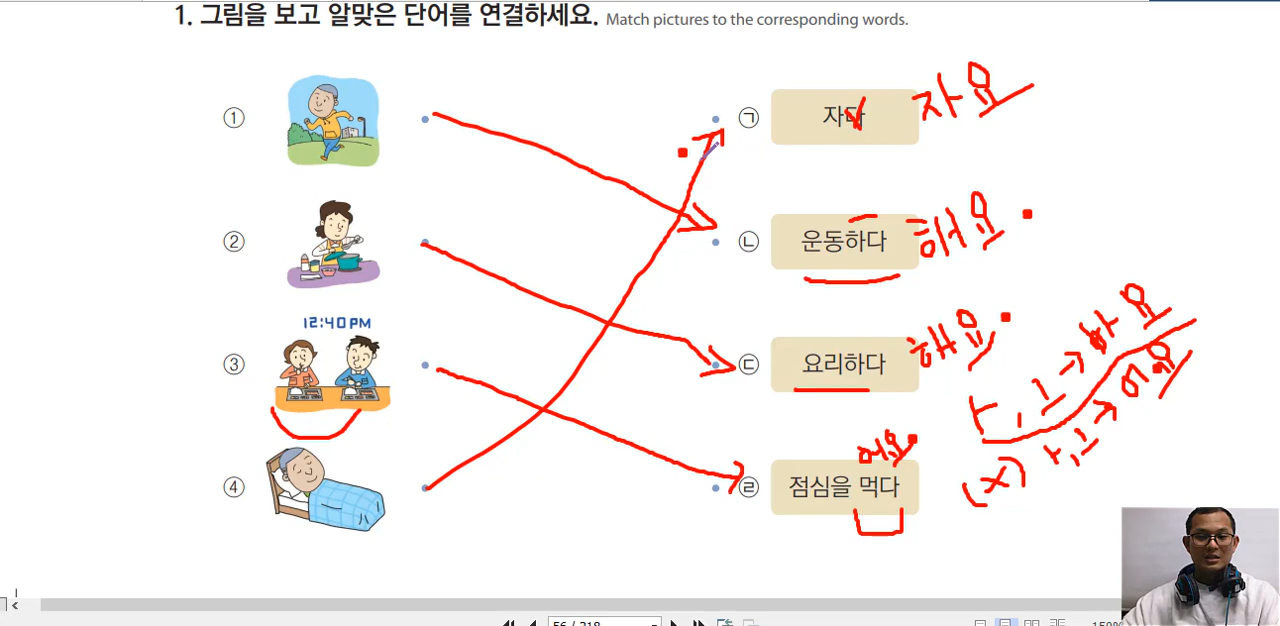 1. 그림을 보고 알맞은 단어를 연결하세요. Match pictures to the corresponding words.
① ㉠ 자다 자요
② ㉡ 운동하다 해요
12:40 PM
③ ㉢ 요리하다 해요
ㅏ, ㅗ → 아요
(X) ㅏ, ㅗ → 어요
어요
④ ㉣ 점심을 먹다
56 / 218
150%